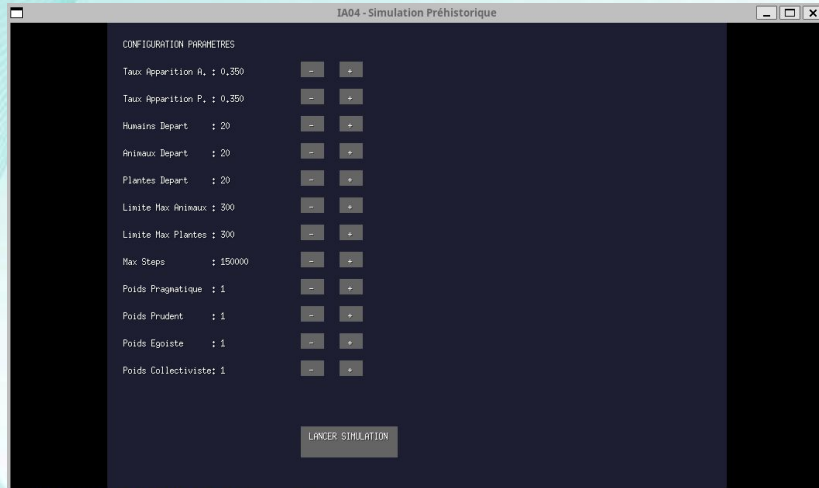 IA04 - Simulation Préhistorique
CONFIGURATION PARAMETRES
Taux Apparition A. : 0.350 - +
Taux Apparition P. : 0.350 - +
Humains Depart : 20 - +
Animaux Depart : 20 - +
Plantes Depart : 20 - +
Limite Max Animaux : 300 - +
Limite Max Plantes : 300 - +
Max Steps : 150000 - +
Poids Pragmatique : 1 - +
Poids Prudent : 1 - +
Poids Egoiste : 1 - +
Poids Collectiviste: 1 - +
LANCER SIMULATION